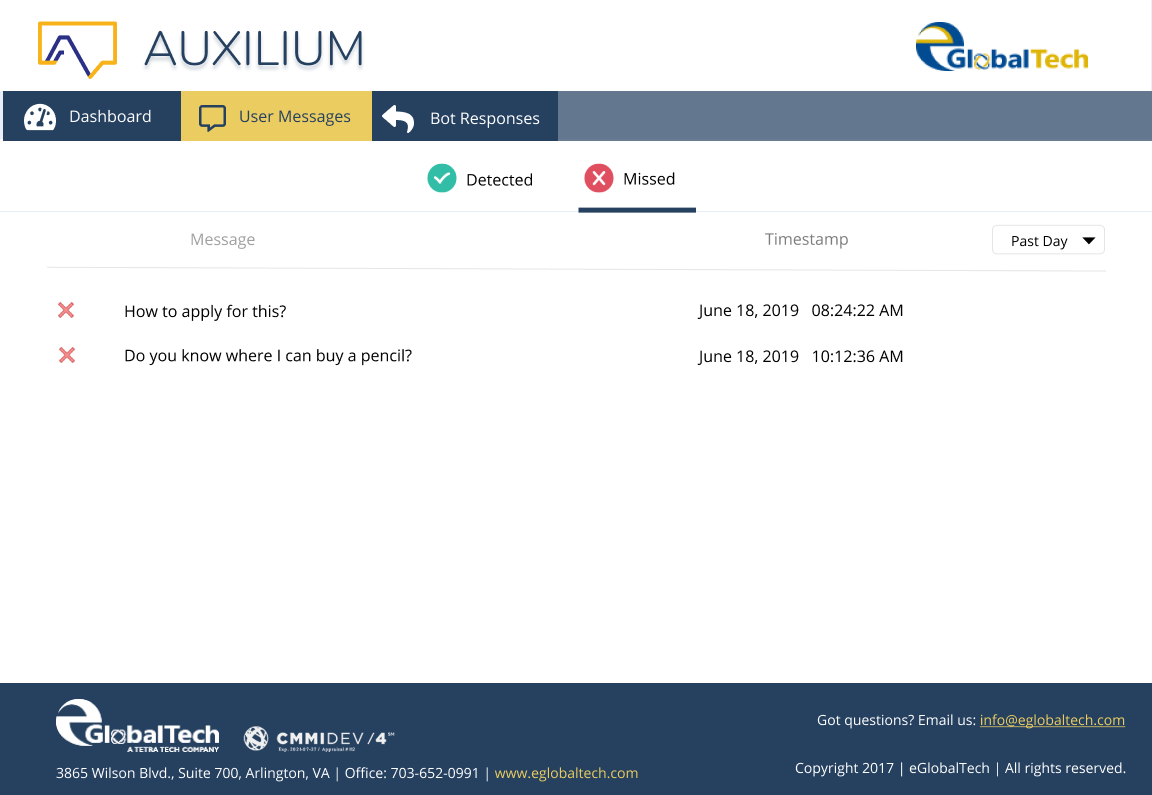 AUXILIUM
eGlobalTech
Dashboard
User Messages
Bot Responses
Detected
Missed
Message
Timestamp
Past Day
How to apply for this?
June 18, 2019 08:24:22 AM
Do you know where I can buy a pencil?
June 18, 2019 10:12:36 AM
eGlobalTech
A TETRA TECH COMPANY
CMMIDEV/4℠
Exp. 2021-07-27 / Appraisal #
3865 Wilson Blvd., Suite 700, Arlington, VA | Office: 703-652-0991 | www.eglobaltech.com
Got questions? Email us: info@eglobaltech.com
Copyright 2017 | eGlobalTech | All rights reserved.